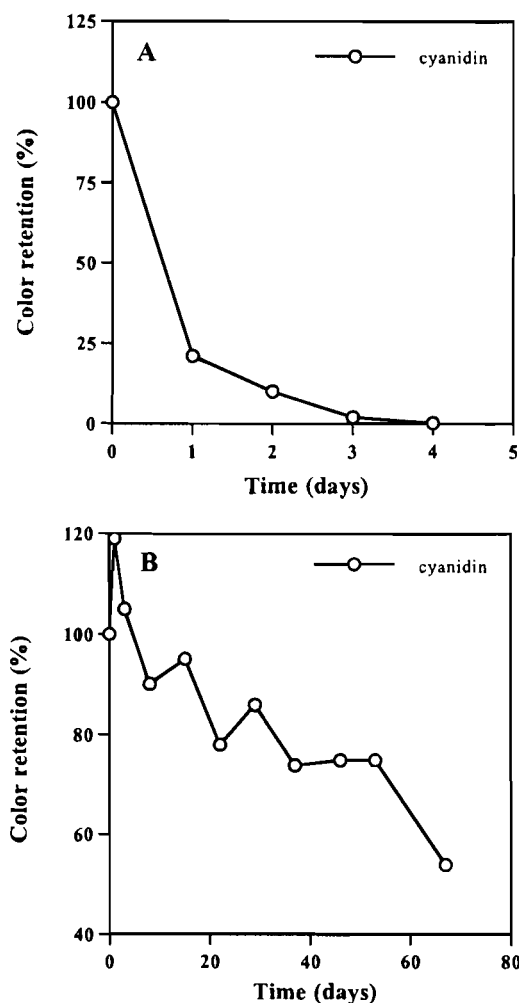 A
cyanidin
Color retention (%)
125
100
75
50
25
0
0 1 2 3 4 5
Time (days)
B
cyanidin
Color retention (%)
120
100
80
60
40
0 20 40 60 80
Time (days)